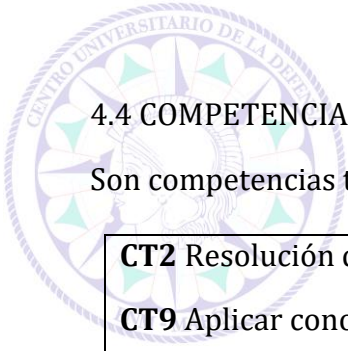 CENTRO UNIVERSITARIO DE LA DEFENSA
4.4 COMPETENCIA
Son competencias t
CT2 Resolución d
CT9 Aplicar cono